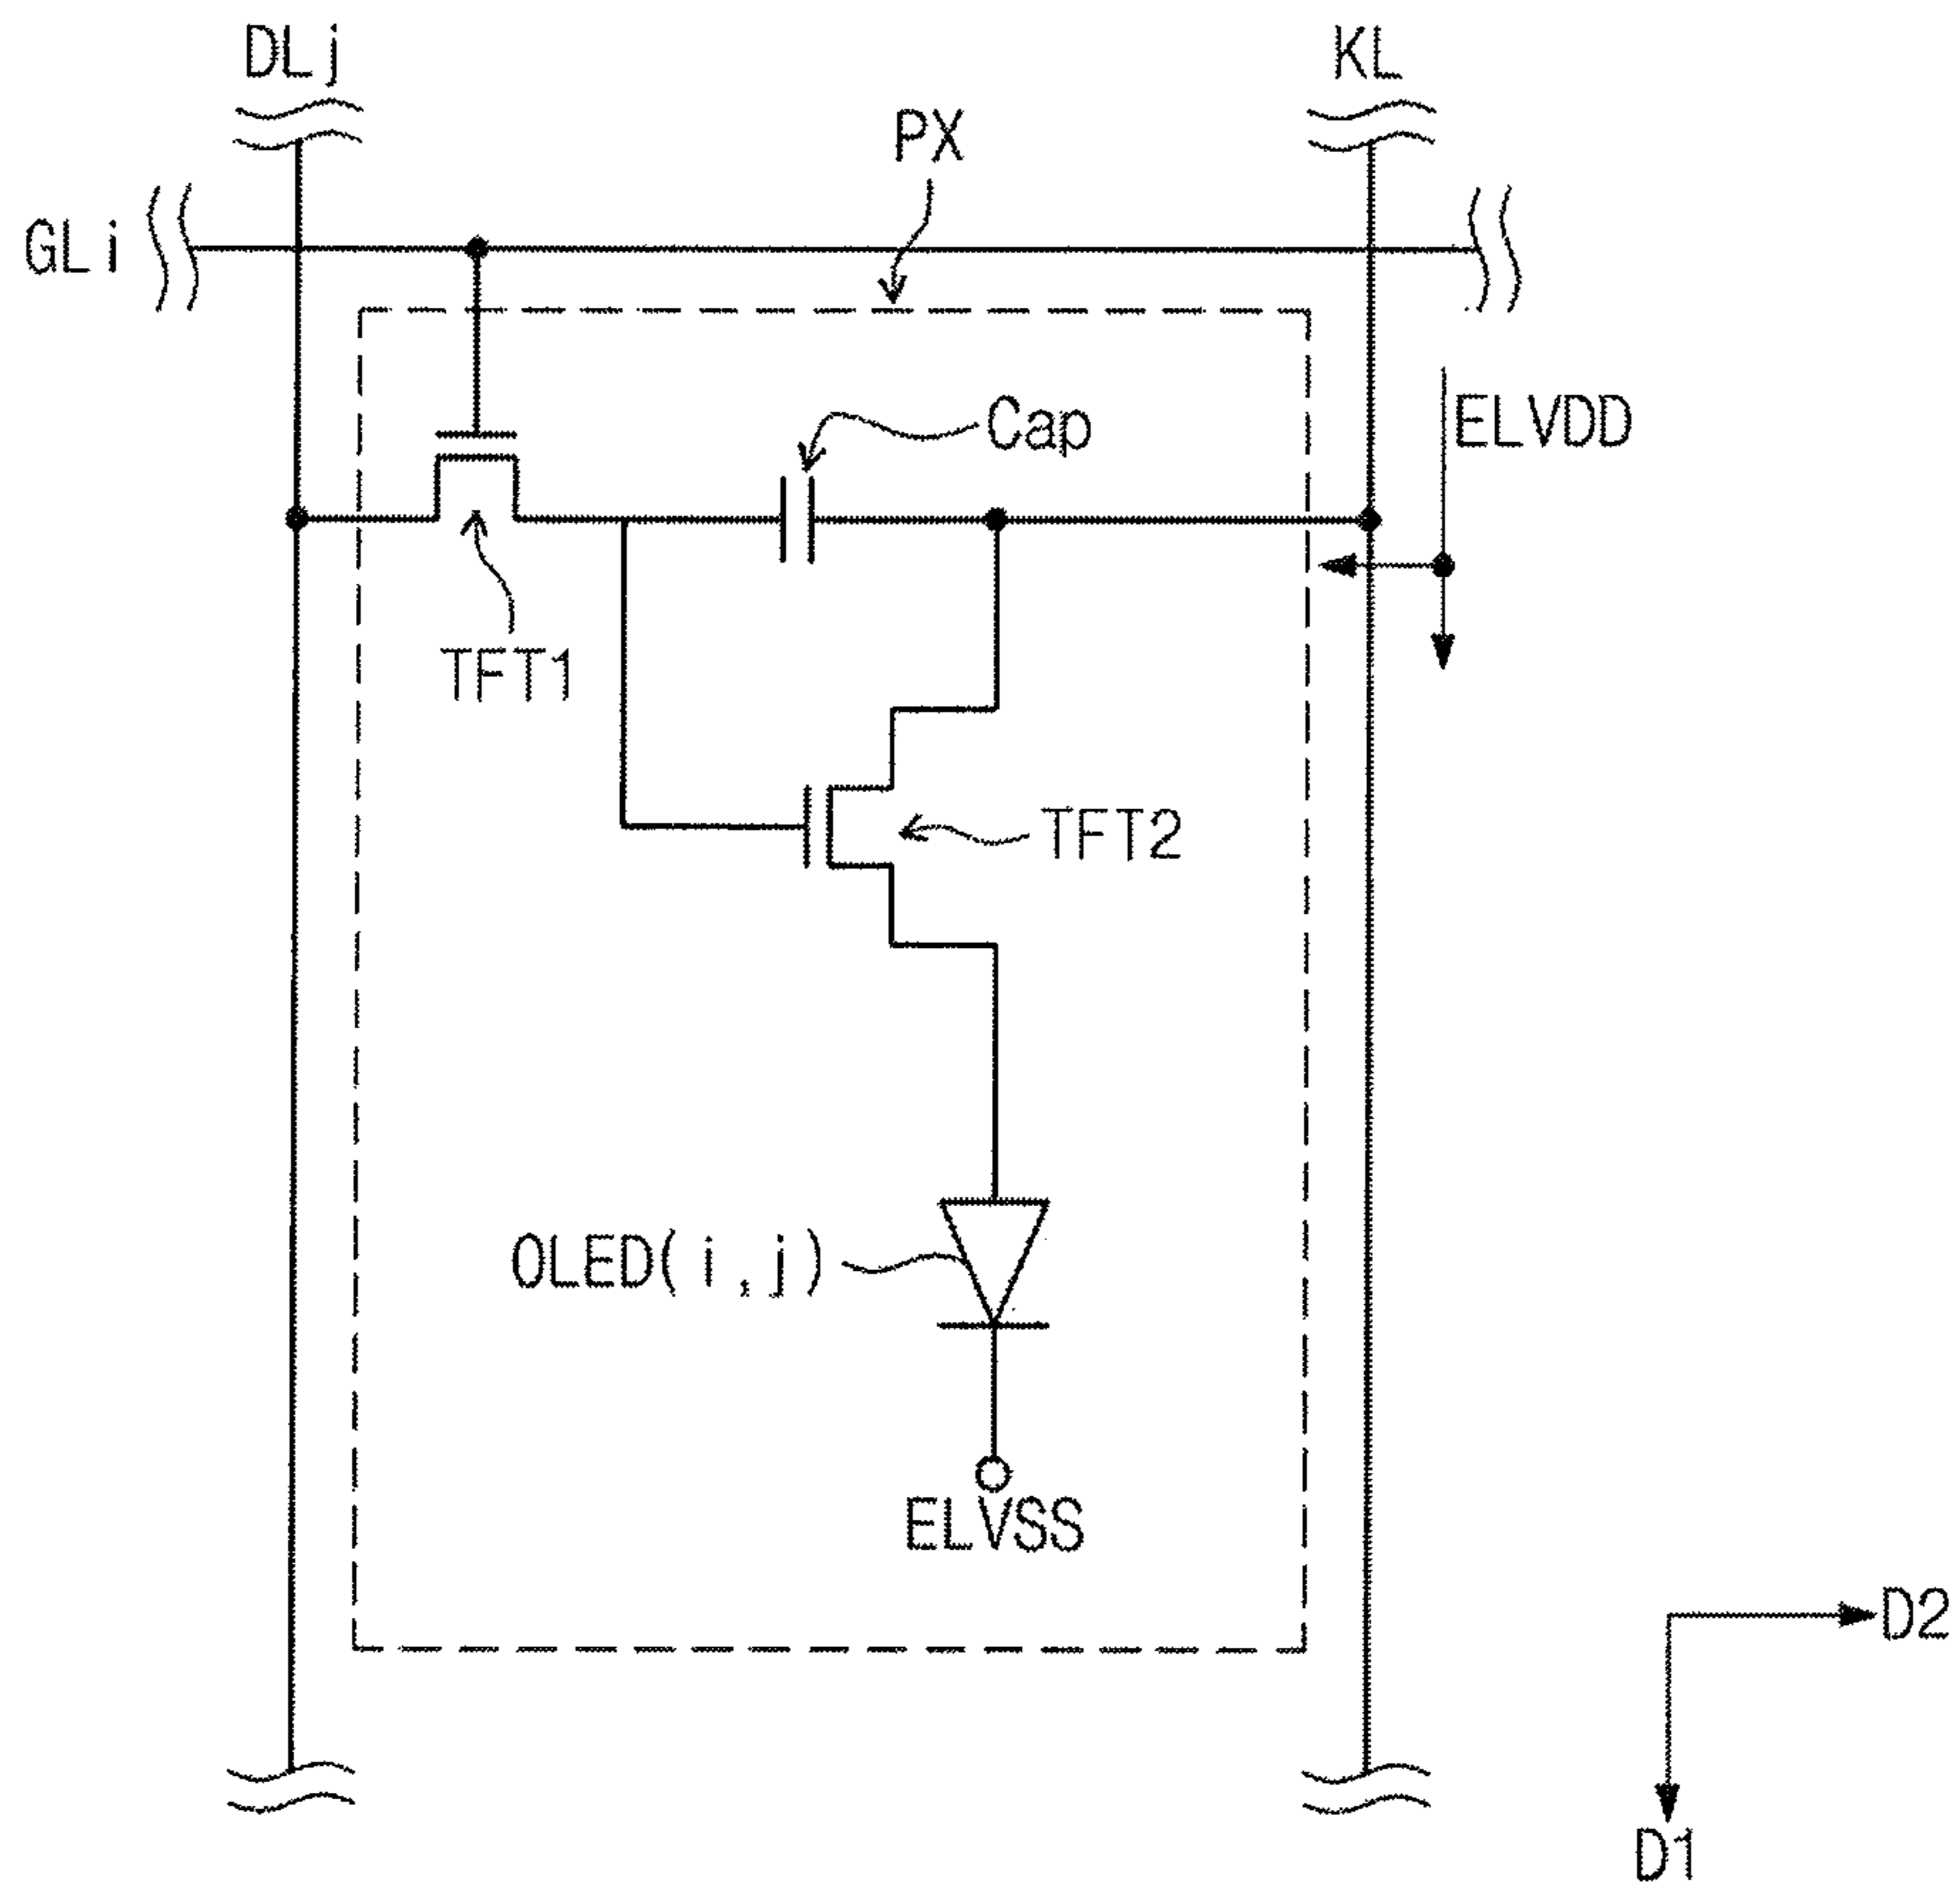 DLj
KL
PX
GLi
Cap
ELVDD
TFT1
TFT2
OLED(i,j)
ELVSS
D2
D1